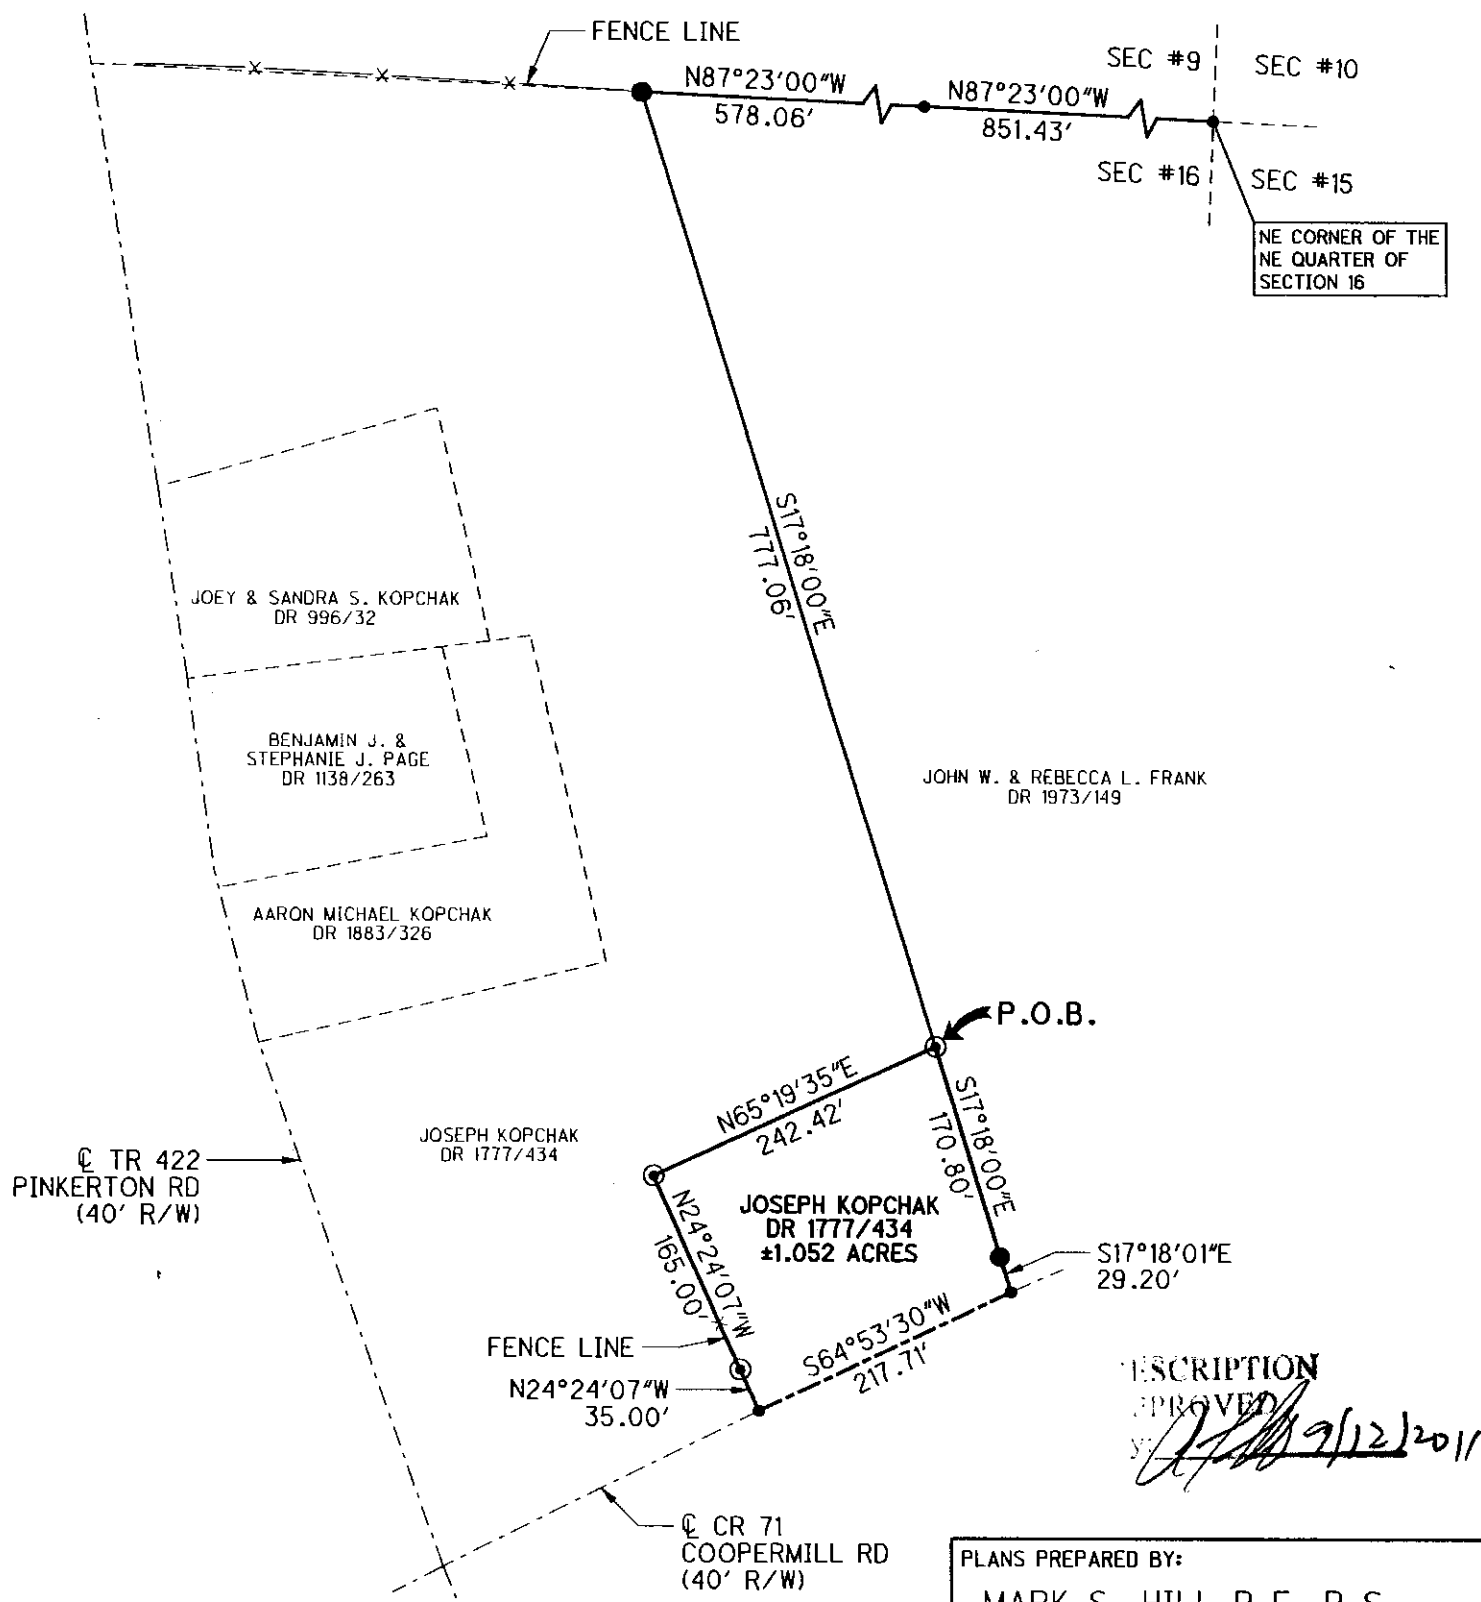 FENCE LINE
SEC #9
SEC #10
N87°23'00"W
578.06'
N87°23'00"W
851.43'
SEC #16
SEC #15
NE CORNER OF THE
NE QUARTER OF
SECTION 16
S17°18'00"E
777.06'
JOEY & SANDRA S. KOPCHAK
DR 996/32
BENJAMIN J. &
STEPHANIE J. PAGE
DR 1138/263
JOHN W. & REBECCA L. FRANK
DR 1973/149
AARON MICHAEL KOPCHAK
DR 1883/326
P.O.B.
N65°19'35"E
242.42'
S17°18'00"E
170.80'
JOSEPH KOPCHAK
DR 1777/434
℄ TR 422
PINKERTON RD
(40' R/W)
JOSEPH KOPCHAK
DR 1777/434
±1.052 ACRES
N24°24'07"W
165.00'
S17°18'01"E
29.20'
FENCE LINE
S64°53'30"W
217.71'
N24°24'07"W
35.00'
ESCRIPTION
PROVED
9/12/2011
℄ CR 71
COOPERMILL RD
(40' R/W)
PLANS PREPARED BY:
MARK S. HILL, P.E., P.S.